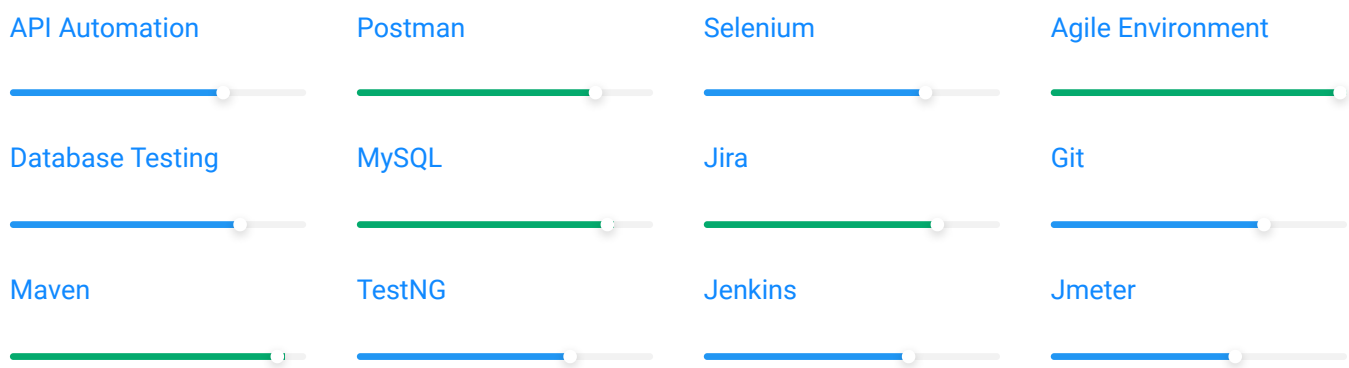 API Automation
Postman
Selenium
Agile Environment
Database Testing
MySQL
Jira
Git
Maven
TestNG
Jenkins
Jmeter